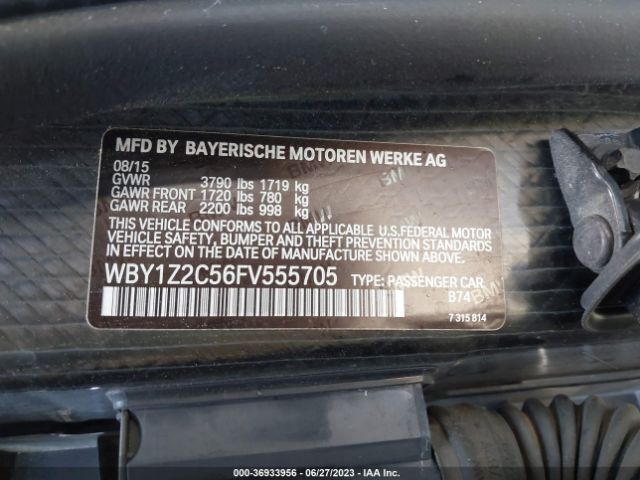 MFD BY BAYERISCHE MOTOREN WERKE AG
08/15
GVWR 3790 lbs 1719 kg
GAWR FRONT 1720 lbs 780 kg
GAWR REAR 2200 lbs 998 kg
THIS VEHICLE CONFORMS TO ALL APPLICABLE U.S.FEDERAL MOTOR
VEHICLE SAFETY, BUMPER AND THEFT PREVENTION STANDARDS
IN EFFECT ON THE DATE OF MANUFACTURE SHOWN ABOVE.
WBY1Z2C56FV555705 TYPE: PASSENGER CAR
B74
7 315 814
000-36933956 - 06/27/2023 - IAA Inc.